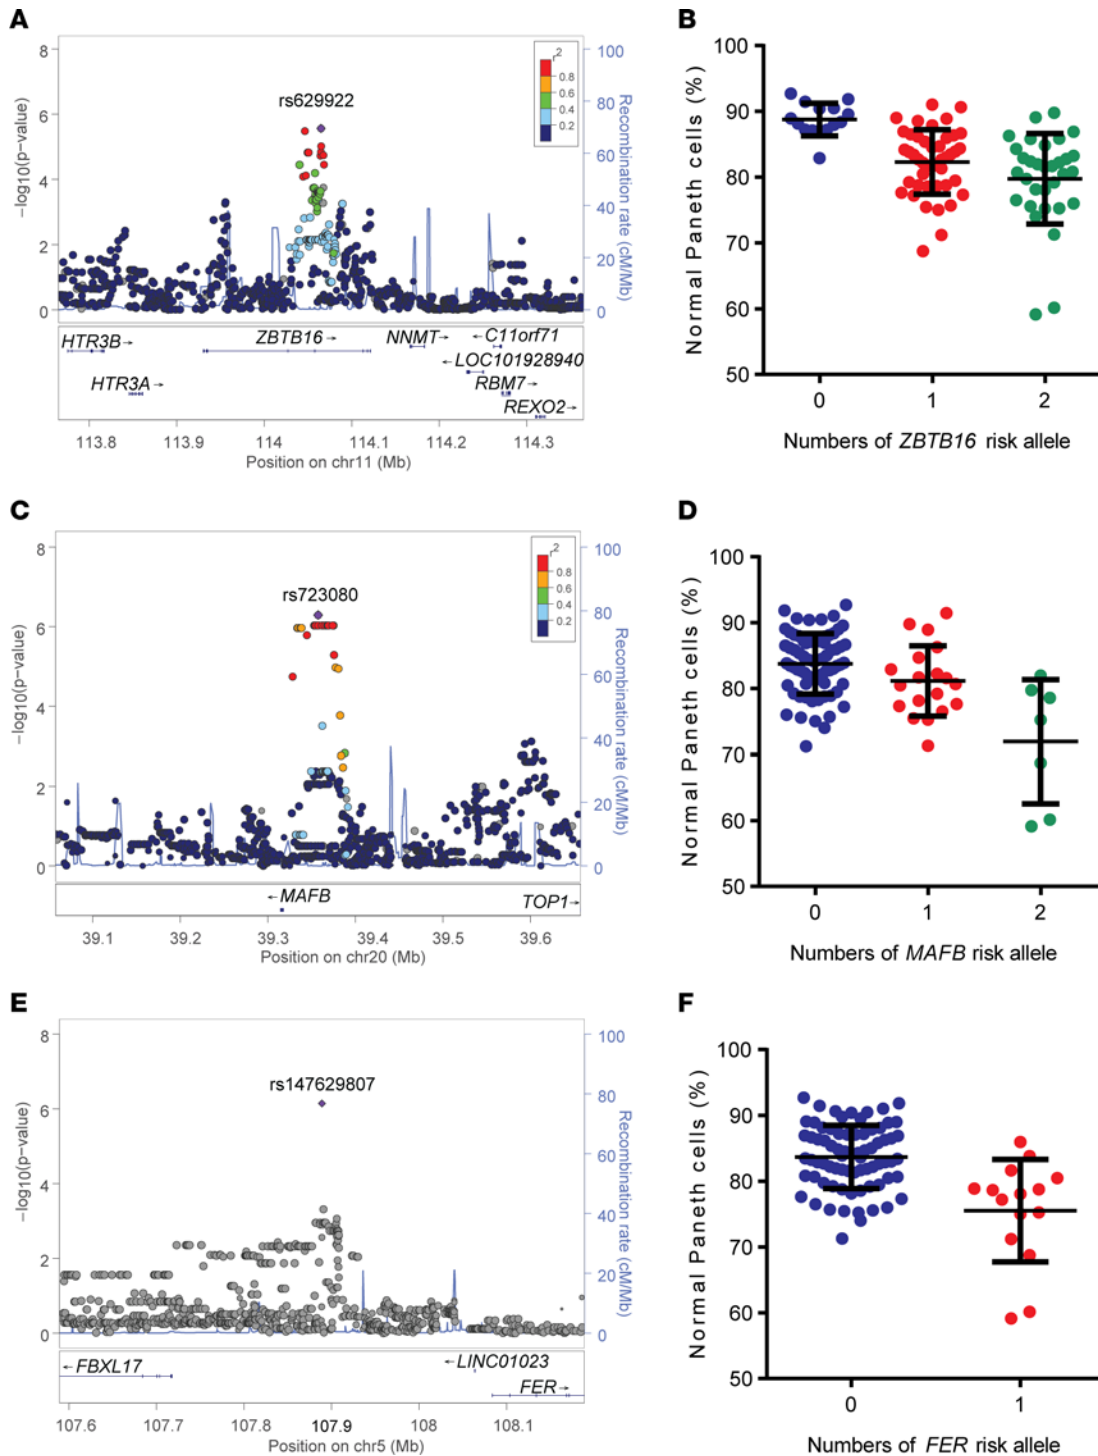 A
8
6
4
2
0
−log10(p−value)
rs629922
r2
0.8
0.6
0.4
0.2
100
80
60
40
20
0
Recombination rate (cM/Mb)
HTR3B→
ZBTB16→
NNMT→
←C11orf71
←LOC101928940
HTR3A→
RBM7→
REXO2→
113.8 113.9 114 114.1 114.2 114.3
Position on chr11 (Mb)
B
100
90
80
70
60
50
Normal Paneth cells (%)
0 1 2
Numbers of ZBTB16 risk allele
C
8
6
4
2
0
−log10(p−value)
rs723080
r2
0.8
0.6
0.4
0.2
100
80
60
40
20
0
Recombination rate (cM/Mb)
←MAFB
TOP1→
39.1 39.2 39.3 39.4 39.5 39.6
Position on chr20 (Mb)
D
100
90
80
70
60
50
Normal Paneth cells (%)
0 1 2
Numbers of MAFB risk allele
E
8
6
4
2
0
−log10(p−value)
rs147629807
100
80
60
40
20
0
Recombination rate (cM/Mb)
←FBXL17
←LINC01023
FER→
107.6 107.7 107.8 107.9 108 108.1
Position on chr5 (Mb)
F
100
90
80
70
60
50
Normal Paneth cells (%)
0 1
Numbers of FER risk allele